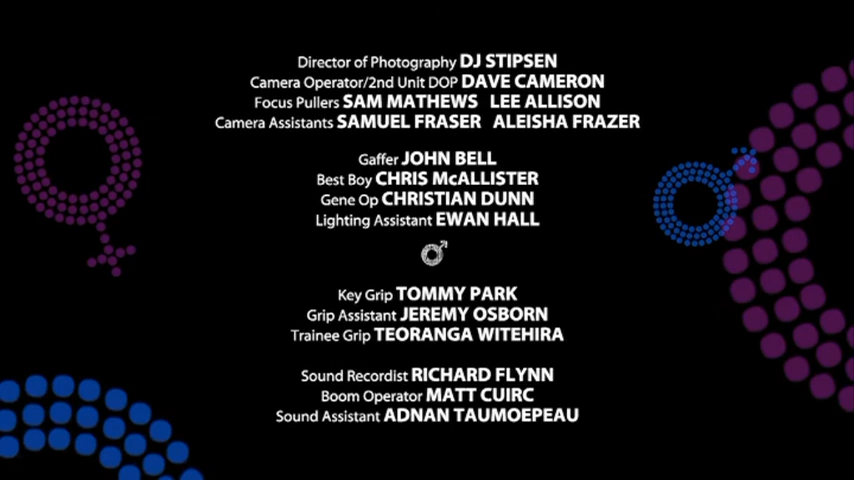 Director of Photography DJ STIPSEN
Camera Operator/2nd Unit DOP DAVE CAMERON
Focus Pullers SAM MATHEWS LEE ALLISON
Camera Assistants SAMUEL FRASER ALEISHA FRAZER
Gaffer JOHN BELL
Best Boy CHRIS McALLISTER
Gene Op CHRISTIAN DUNN
Lighting Assistant EWAN HALL
Key Grip TOMMY PARK
Grip Assistant JEREMY OSBORN
Trainee Grip TEORANGA WITEHIRA
Sound Recordist RICHARD FLYNN
Boom Operator MATT CUIRC
Sound Assistant ADNAN TAUMOEPEAU